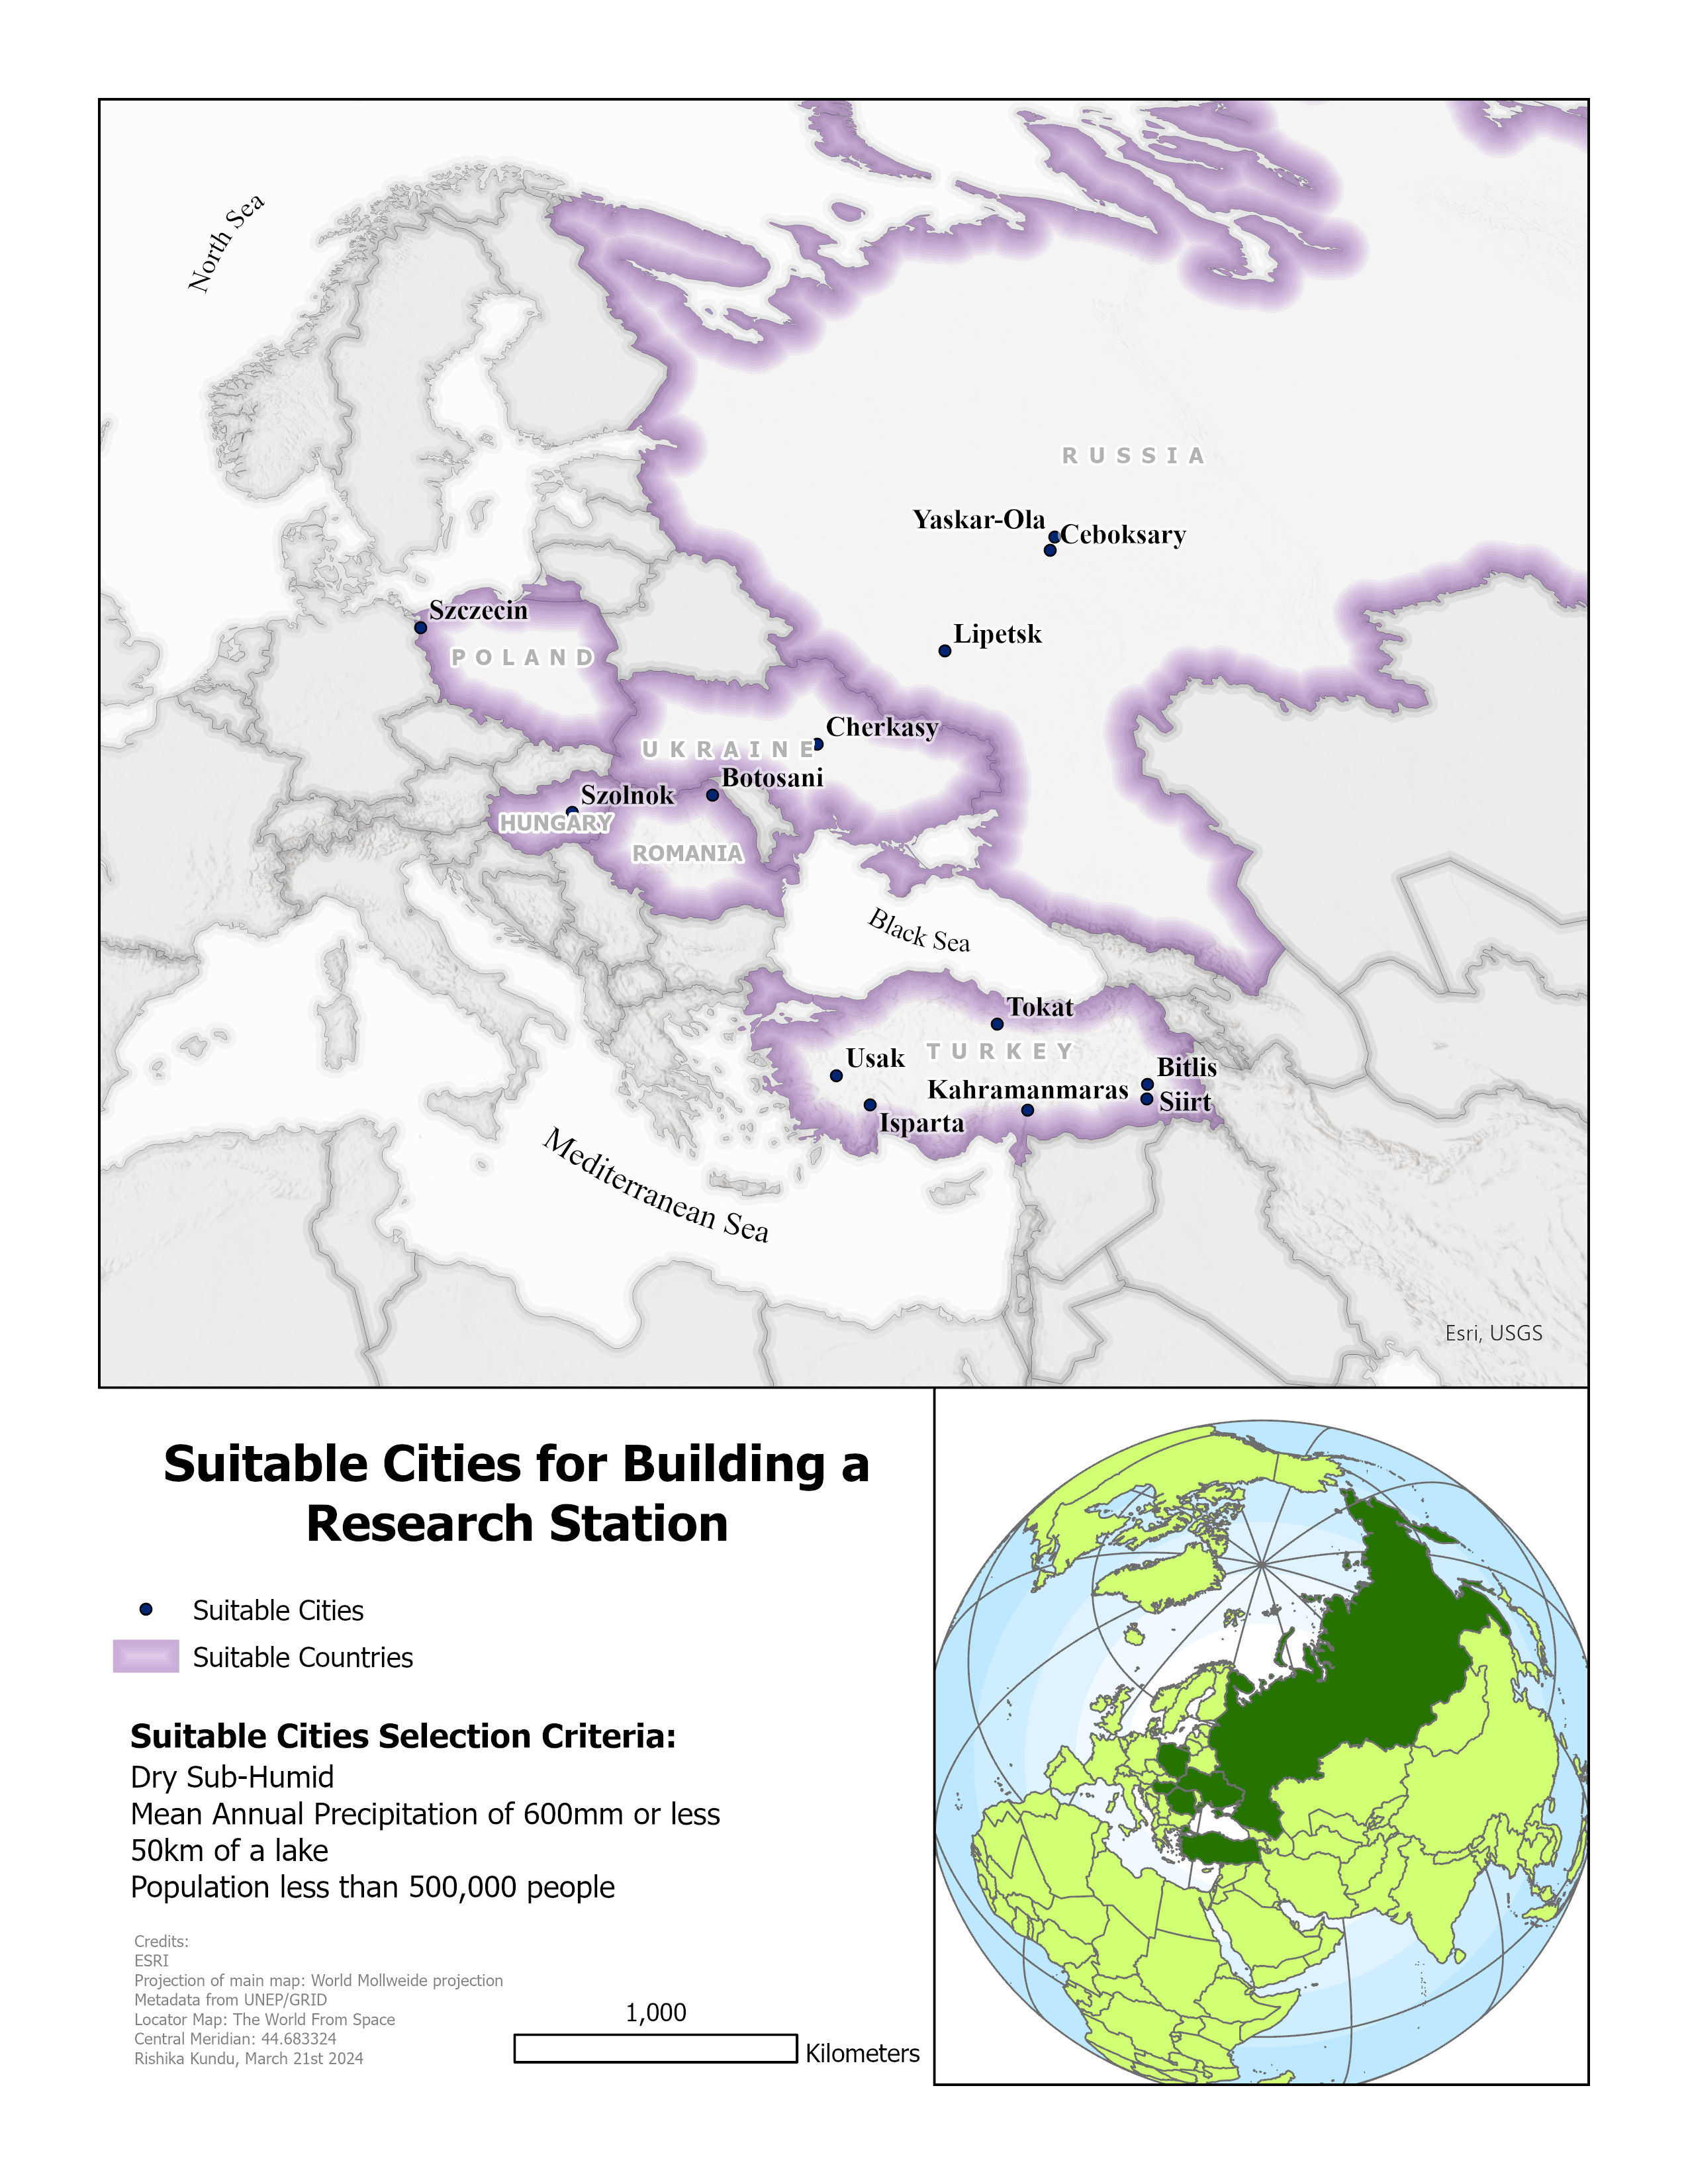 North Sea
RUSSIA
Yaskar-Ola
Ceboksary
Szczecin
Lipetsk
POLAND
Cherkasy
UKRAINE
Botosani
Szolnok
HUNGARY
ROMANIA
Black Sea
Tokat
TURKEY
Usak
Bitlis
Kahramanmaras
Siirt
Isparta
Mediterranean Sea
Esri, USGS
Suitable Cities for Building a
Research Station
Suitable Cities
Suitable Countries
Suitable Cities Selection Criteria:
Dry Sub-Humid
Mean Annual Precipitation of 600mm or less
50km of a lake
Population less than 500,000 people
Credits:
ESRI
Projection of main map: World Mollweide projection
Metadata from UNEP/GRID
Locator Map: The World From Space
Central Meridian: 44.683324
Rishika Kundu, March 21st 2024
1,000
Kilometers